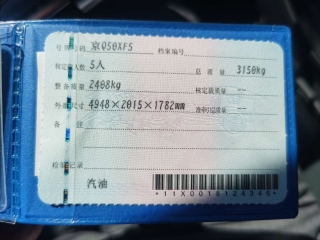 号牌号码 京Q50XF5 档案编号
核定载人数 5人 总质量 3150kg
整备质量 2408kg 核定载质量 --
外廓尺寸 4948×2015×1782mm 准牵引总质量 --
备注
检验记录
汽油